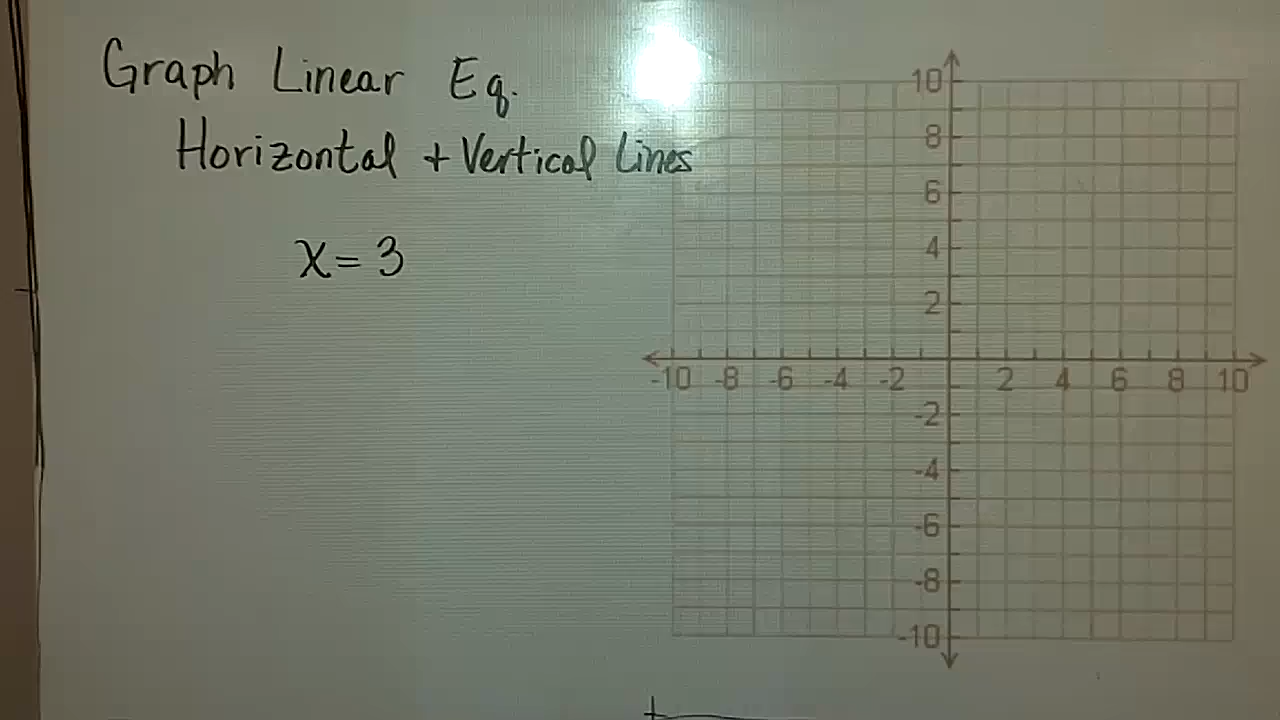 Graph Linear Eq.
Horizontal + Vertical Lines
x = 3
10
8
6
4
2
-10 -8 -6 -4 -2 2 4 6 8 10
-2
-4
-6
-8
-10